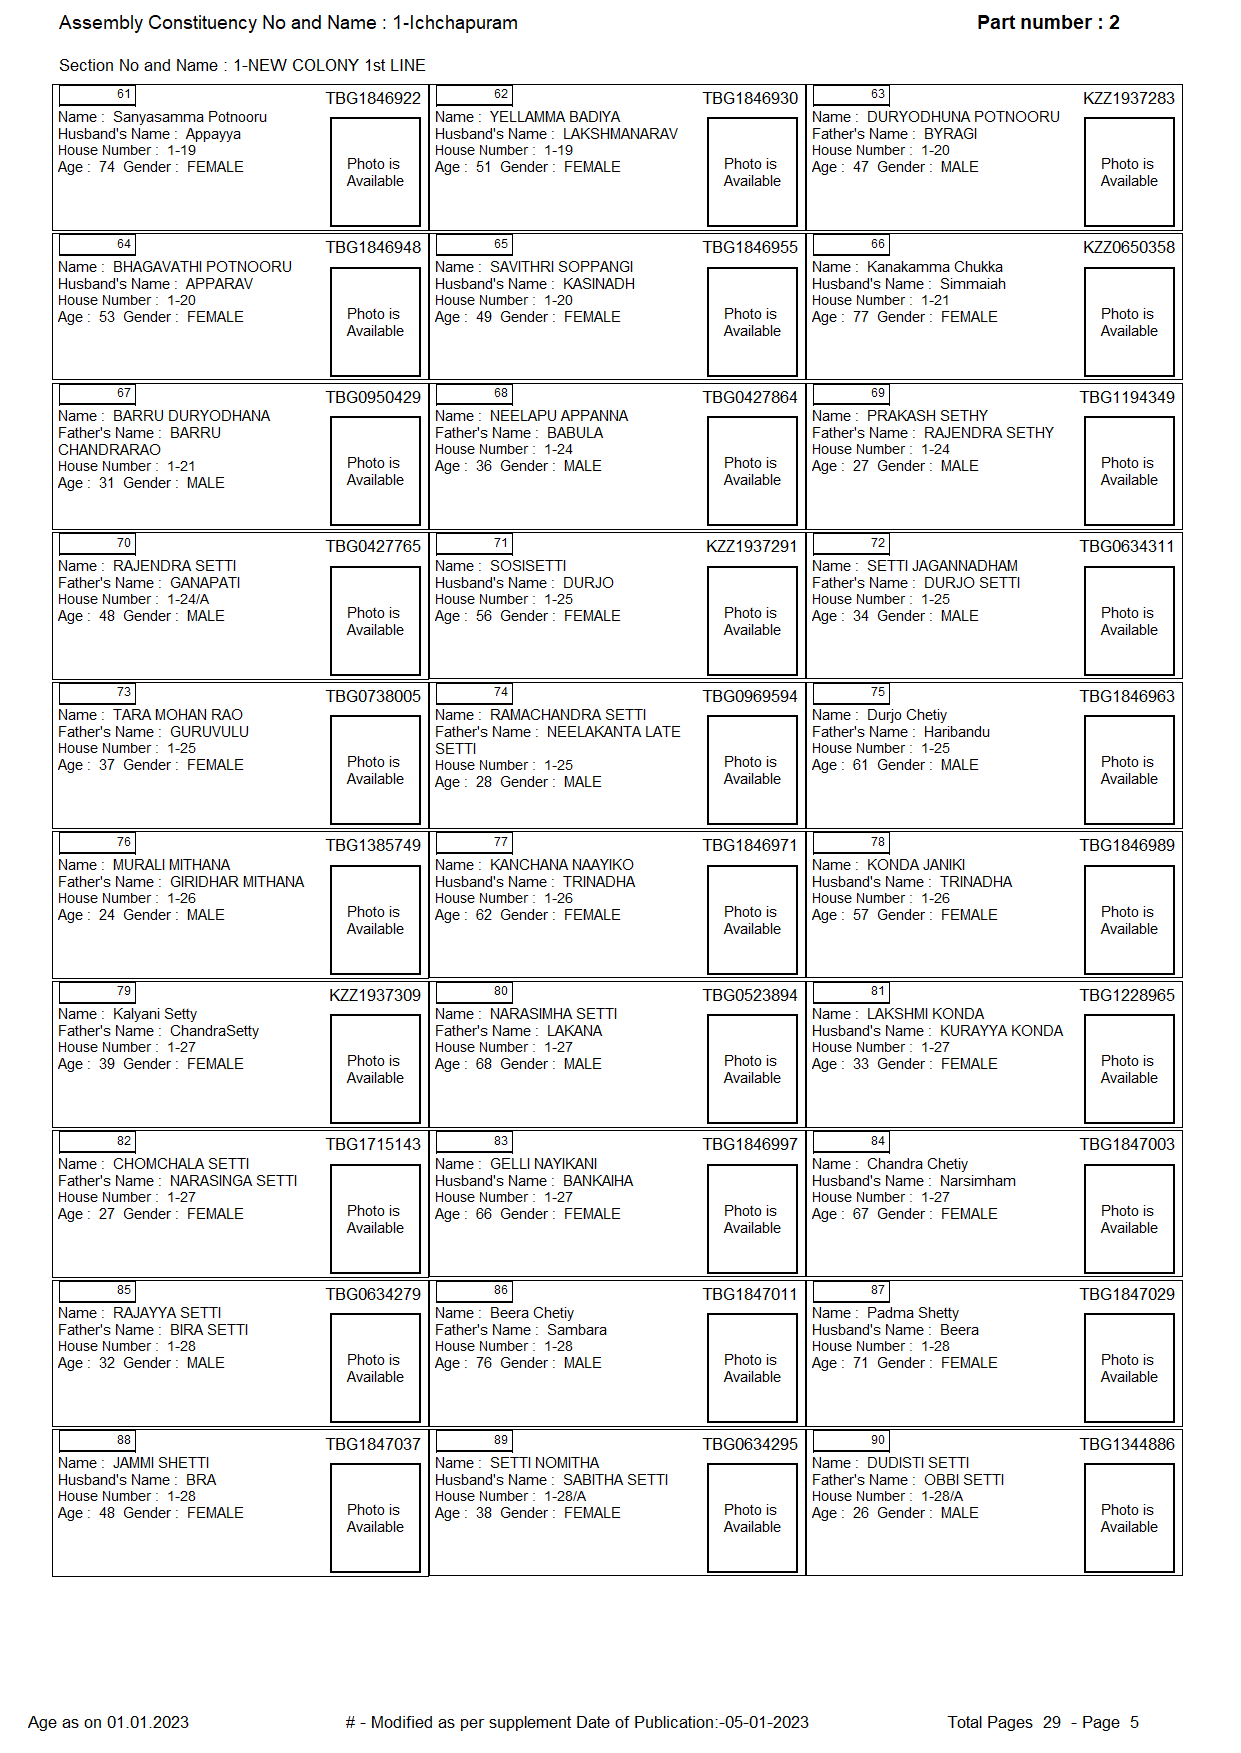 Assembly Constituency No and Name : 1-Ichchapuram
Part number : 2
Section No and Name : 1-NEW COLONY 1st LINE
61
TBG1846922
Name : Sanyasamma Potnooru
Husband's Name : Appayya
House Number : 1-19
Age : 74 Gender : FEMALE
Photo is
Available
62
TBG1846930
Name : YELLAMMA BADIYA
Husband's Name : LAKSHMANARAV
House Number : 1-19
Age : 51 Gender : FEMALE
Photo is
Available
63
KZZ1937283
Name : DURYODHUNA POTNOORU
Father's Name : BYRAGI
House Number : 1-20
Age : 47 Gender : MALE
Photo is
Available
64
TBG1846948
Name : BHAGAVATHI POTNOORU
Husband's Name : APPARAV
House Number : 1-20
Age : 53 Gender : FEMALE
Photo is
Available
65
TBG1846955
Name : SAVITHRI SOPPANGI
Husband's Name : KASINADH
House Number : 1-20
Age : 49 Gender : FEMALE
Photo is
Available
66
KZZ0650358
Name : Kanakamma Chukka
Husband's Name : Simmaiah
House Number : 1-21
Age : 77 Gender : FEMALE
Photo is
Available
67
TBG0950429
Name : BARRU DURYODHANA
Father's Name : BARRU
CHANDRARAO
House Number : 1-21
Age : 31 Gender : MALE
Photo is
Available
68
TBG0427864
Name : NEELAPU APPANNA
Father's Name : BABULA
House Number : 1-24
Age : 36 Gender : MALE
Photo is
Available
69
TBG1194349
Name : PRAKASH SETHY
Father's Name : RAJENDRA SETHY
House Number : 1-24
Age : 27 Gender : MALE
Photo is
Available
70
TBG0427765
Name : RAJENDRA SETTI
Father's Name : GANAPATI
House Number : 1-24/A
Age : 48 Gender : MALE
Photo is
Available
71
KZZ1937291
Name : SOSISETTI
Husband's Name : DURJO
House Number : 1-25
Age : 56 Gender : FEMALE
Photo is
Available
72
TBG0634311
Name : SETTI JAGANNADHAM
Father's Name : DURJO SETTI
House Number : 1-25
Age : 34 Gender : MALE
Photo is
Available
73
TBG0738005
Name : TARA MOHAN RAO
Father's Name : GURUVULU
House Number : 1-25
Age : 37 Gender : FEMALE
Photo is
Available
74
TBG0969594
Name : RAMACHANDRA SETTI
Father's Name : NEELAKANTA LATE
SETTI
House Number : 1-25
Age : 28 Gender : MALE
Photo is
Available
75
TBG1846963
Name : Durjo Chetiy
Father's Name : Haribandu
House Number : 1-25
Age : 61 Gender : MALE
Photo is
Available
76
TBG1385749
Name : MURALI MITHANA
Father's Name : GIRIDHAR MITHANA
House Number : 1-26
Age : 24 Gender : MALE
Photo is
Available
77
TBG1846971
Name : KANCHANA NAAYIKO
Husband's Name : TRINADHA
House Number : 1-26
Age : 62 Gender : FEMALE
Photo is
Available
78
TBG1846989
Name : KONDA JANIKI
Husband's Name : TRINADHA
House Number : 1-26
Age : 57 Gender : FEMALE
Photo is
Available
79
KZZ1937309
Name : Kalyani Setty
Father's Name : ChandraSetty
House Number : 1-27
Age : 39 Gender : FEMALE
Photo is
Available
80
TBG0523894
Name : NARASIMHA SETTI
Father's Name : LAKANA
House Number : 1-27
Age : 68 Gender : MALE
Photo is
Available
81
TBG1228965
Name : LAKSHMI KONDA
Husband's Name : KURAYYA KONDA
House Number : 1-27
Age : 33 Gender : FEMALE
Photo is
Available
82
TBG1715143
Name : CHOMCHALA SETTI
Father's Name : NARASINGA SETTI
House Number : 1-27
Age : 27 Gender : FEMALE
Photo is
Available
83
TBG1846997
Name : GELLI NAYIKANI
Husband's Name : BANKAIHA
House Number : 1-27
Age : 66 Gender : FEMALE
Photo is
Available
84
TBG1847003
Name : Chandra Chetiy
Husband's Name : Narsimham
House Number : 1-27
Age : 67 Gender : FEMALE
Photo is
Available
85
TBG0634279
Name : RAJAYYA SETTI
Father's Name : BIRA SETTI
House Number : 1-28
Age : 32 Gender : MALE
Photo is
Available
86
TBG1847011
Name : Beera Chetiy
Father's Name : Sambara
House Number : 1-28
Age : 76 Gender : MALE
Photo is
Available
87
TBG1847029
Name : Padma Shetty
Husband's Name : Beera
House Number : 1-28
Age : 71 Gender : FEMALE
Photo is
Available
88
TBG1847037
Name : JAMMI SHETTI
Husband's Name : BRA
House Number : 1-28
Age : 48 Gender : FEMALE
Photo is
Available
89
TBG0634295
Name : SETTI NOMITHA
Husband's Name : SABITHA SETTI
House Number : 1-28/A
Age : 38 Gender : FEMALE
Photo is
Available
90
TBG1344886
Name : DUDISTI SETTI
Father's Name : OBBI SETTI
House Number : 1-28/A
Age : 26 Gender : MALE
Photo is
Available
Age as on 01.01.2023
# - Modified as per supplement Date of Publication:-05-01-2023
Total Pages 29 - Page 5